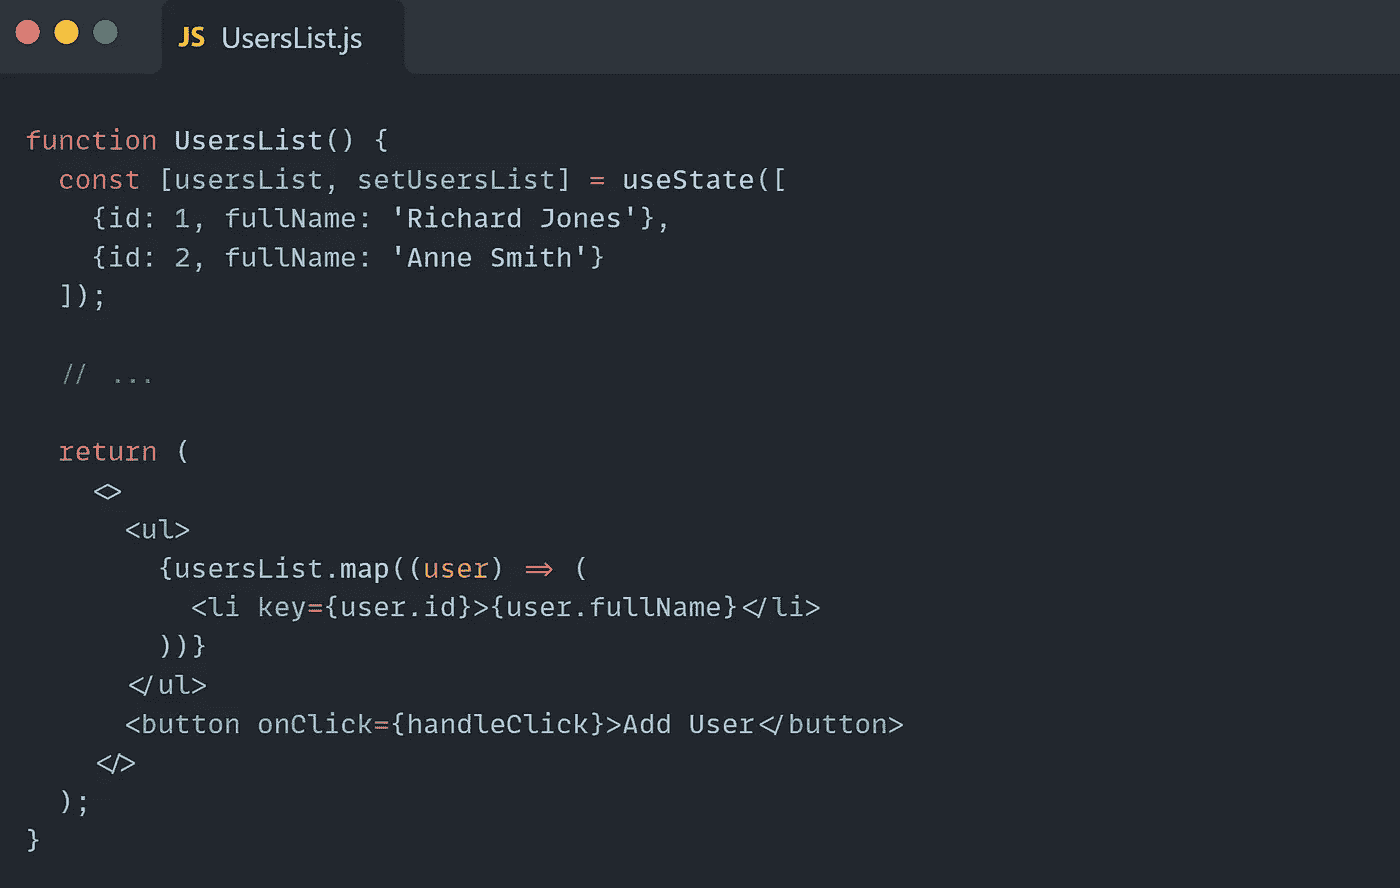 JS UsersList.js
function UsersList() {
  const [usersList, setUsersList] = useState([
    {id: 1, fullName: 'Richard Jones'},
    {id: 2, fullName: 'Anne Smith'}
  ]);
  // ...
  return (
    <>
      <ul>
        {usersList.map((user) => (
          <li key={user.id}>{user.fullName}</li>
        ))}
      </ul>
      <button onClick={handleClick}>Add User</button>
    </>
  );
}